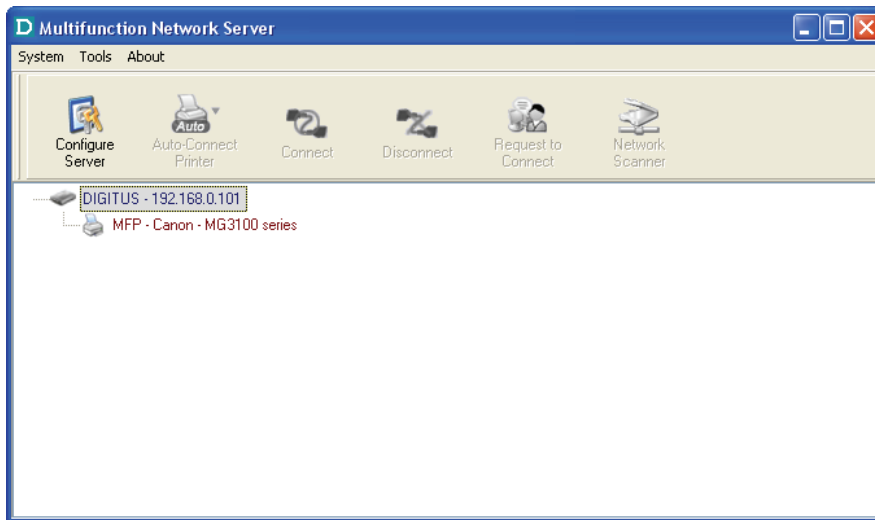 D Multifunction Network Server
System Tools About
Auto
Configure Server
Auto-Connect Printer
Connect
Disconnect
Request to Connect
Network Scanner
DIGITUS - 192.168.0.101
MFP - Canon - MG3100 series